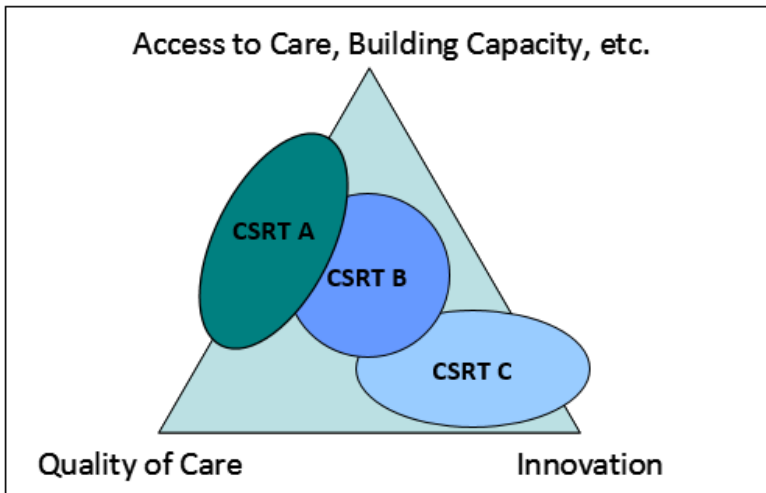 Access to Care, Building Capacity, etc.
CSRT A
CSRT B
CSRT C
Quality of Care
Innovation